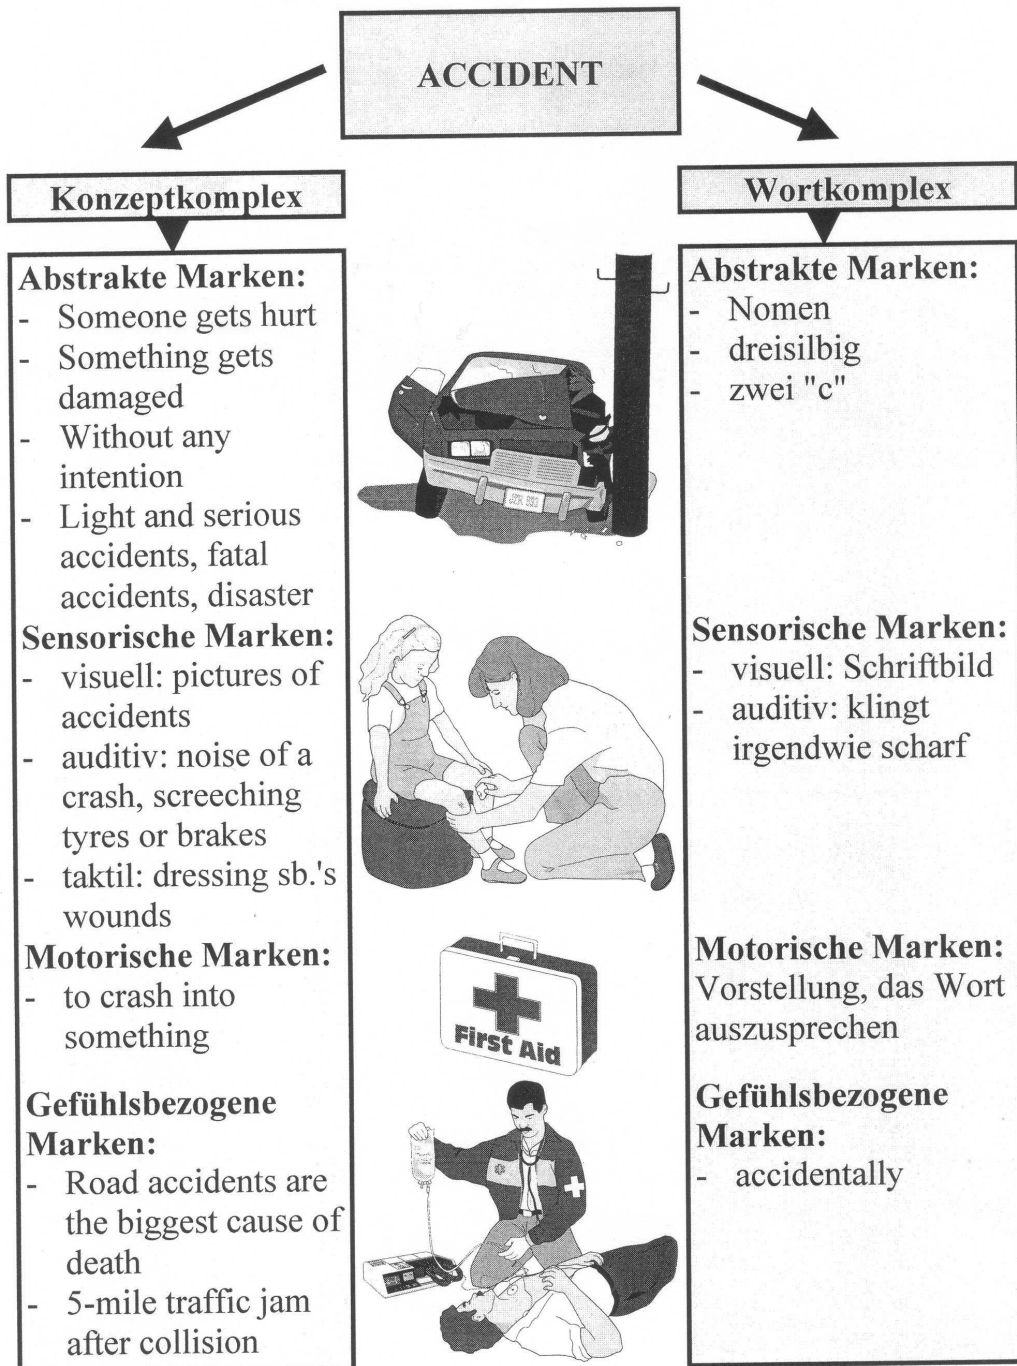 ACCIDENT
Konzeptkomplex
Abstrakte Marken:
- Someone gets hurt
- Something gets
damaged
- Without any
intention
- Light and serious
accidents, fatal
accidents, disaster
Sensorische Marken:
- visuell: pictures of
accidents
- auditiv: noise of a
crash, screeching
tyres or brakes
- taktil: dressing sb.'s
wounds
Motorische Marken:
- to crash into
something
Gefühlsbezogene
Marken:
- Road accidents are
the biggest cause of
death
- 5-mile traffic jam
after collision
First Aid
Wortkomplex
Abstrakte Marken:
- Nomen
- dreisilbig
- zwei "c"
Sensorische Marken:
- visuell: Schriftbild
- auditiv: klingt
irgendwie scharf
Motorische Marken:
Vorstellung, das Wort
auszusprechen
Gefühlsbezogene
Marken:
- accidentally